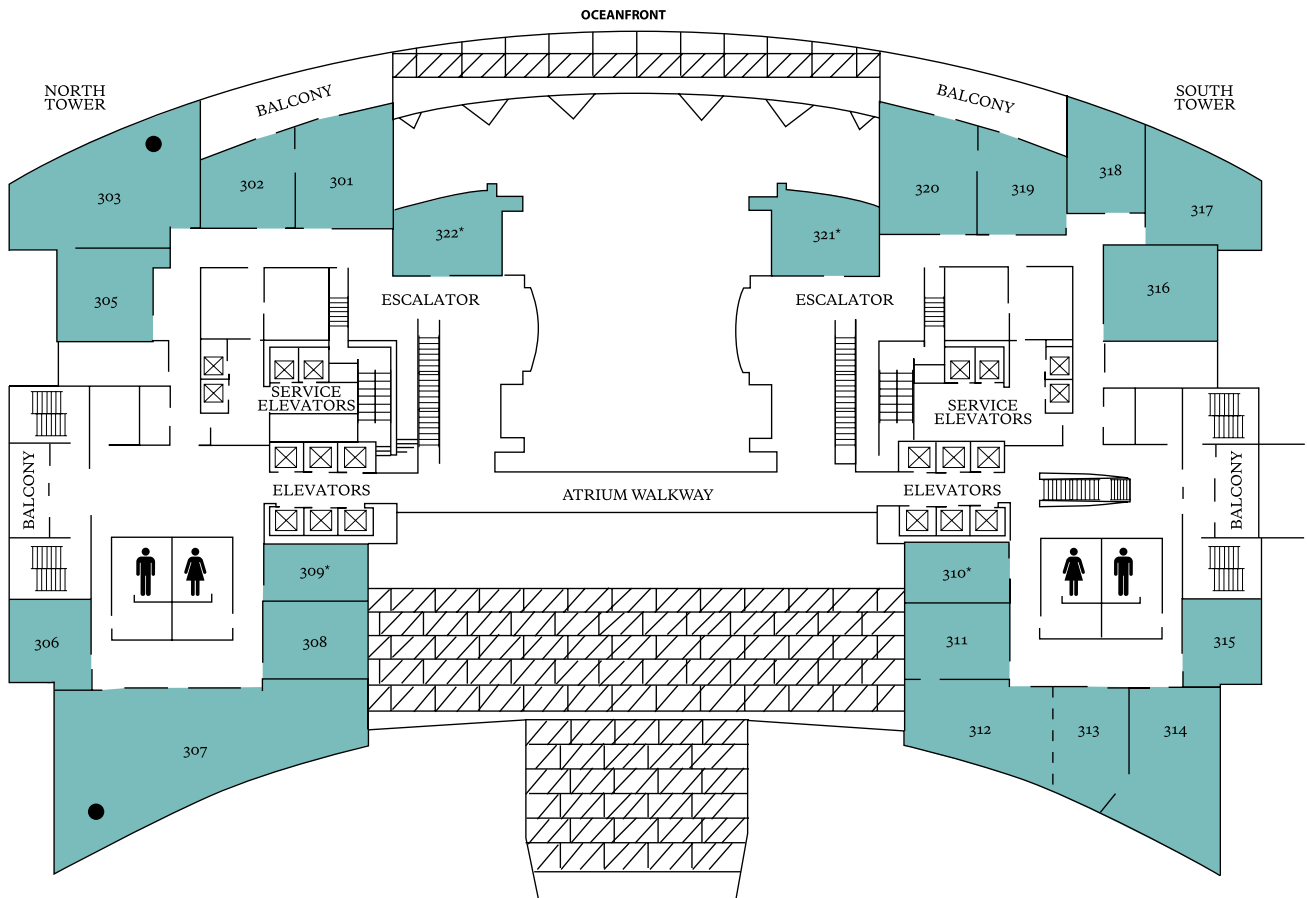 OCEANFRONT
NORTH
TOWER
BALCONY
BALCONY
SOUTH
TOWER
303
302
301
322*
321*
320
319
318
317
305
316
ESCALATOR
ESCALATOR
SERVICE
ELEVATORS
SERVICE
ELEVATORS
BALCONY
ELEVATORS
ATRIUM WALKWAY
ELEVATORS
BALCONY
309*
310*
306
308
311
315
307
312
313
314